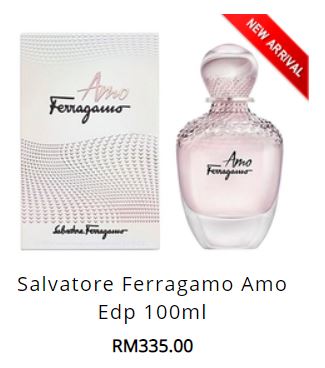 NEW ARRIVAL
Amo
Ferragamo
Amo
Ferragamo
Salvatore Ferragamo
Salvatore Ferragamo Amo
Edp 100ml
RM335.00